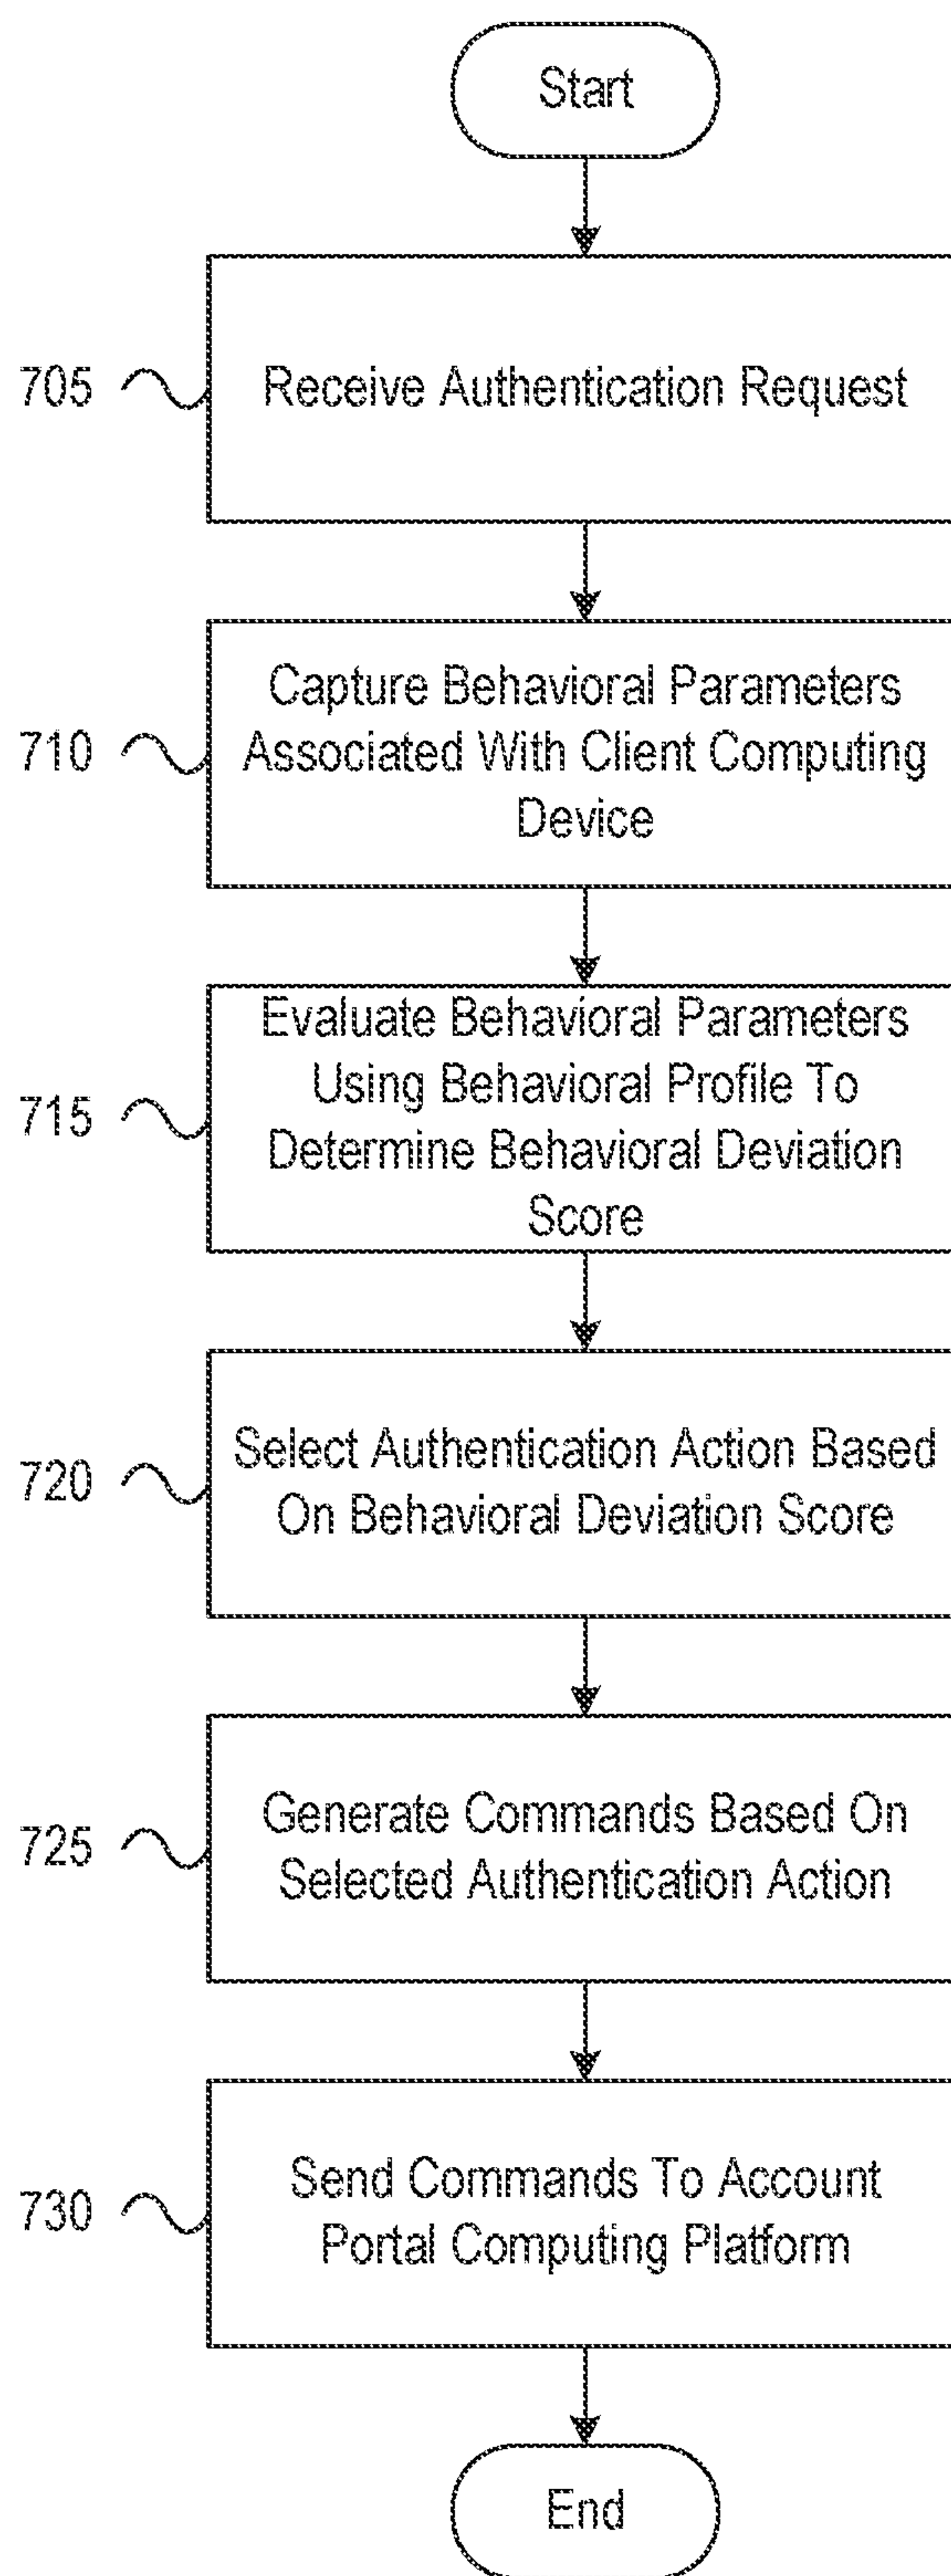 Start
705
Receive Authentication Request
710
Capture Behavioral Parameters
Associated With Client Computing
Device
715
Evaluate Behavioral Parameters
Using Behavioral Profile To
Determine Behavioral Deviation
Score
720
Select Authentication Action Based
On Behavioral Deviation Score
725
Generate Commands Based On
Selected Authentication Action
730
Send Commands To Account
Portal Computing Platform
End